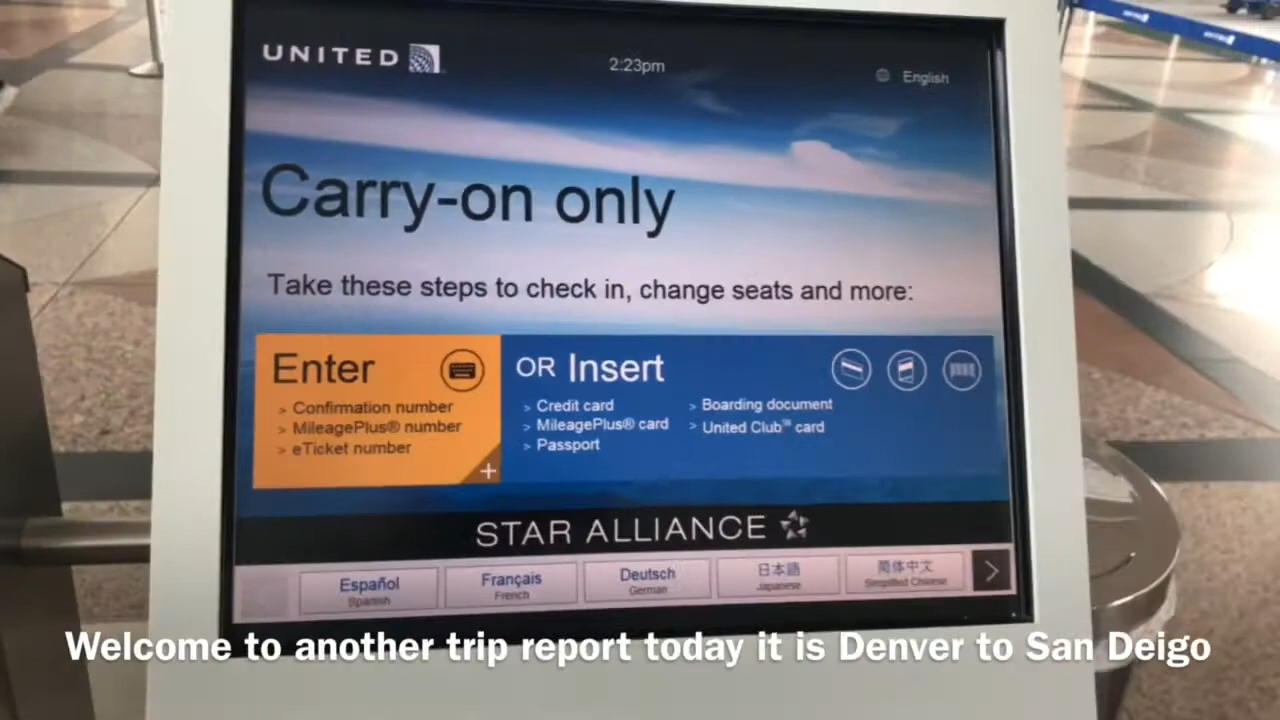 UNITED
2:23pm
English
Carry-on only
Take these steps to check in, change seats and more:
Enter
> Confirmation number
> MileagePlus® number
> eTicket number
+
OR Insert
> Credit card
> MileagePlus® card
> Passport
> Boarding document
> United Club℠ card
STAR ALLIANCE
Español
Spanish
Français
French
Deutsch
German
日本語
Japanese
简体中文
Simplified Chinese
>
Welcome to another trip report today it is Denver to San Deigo